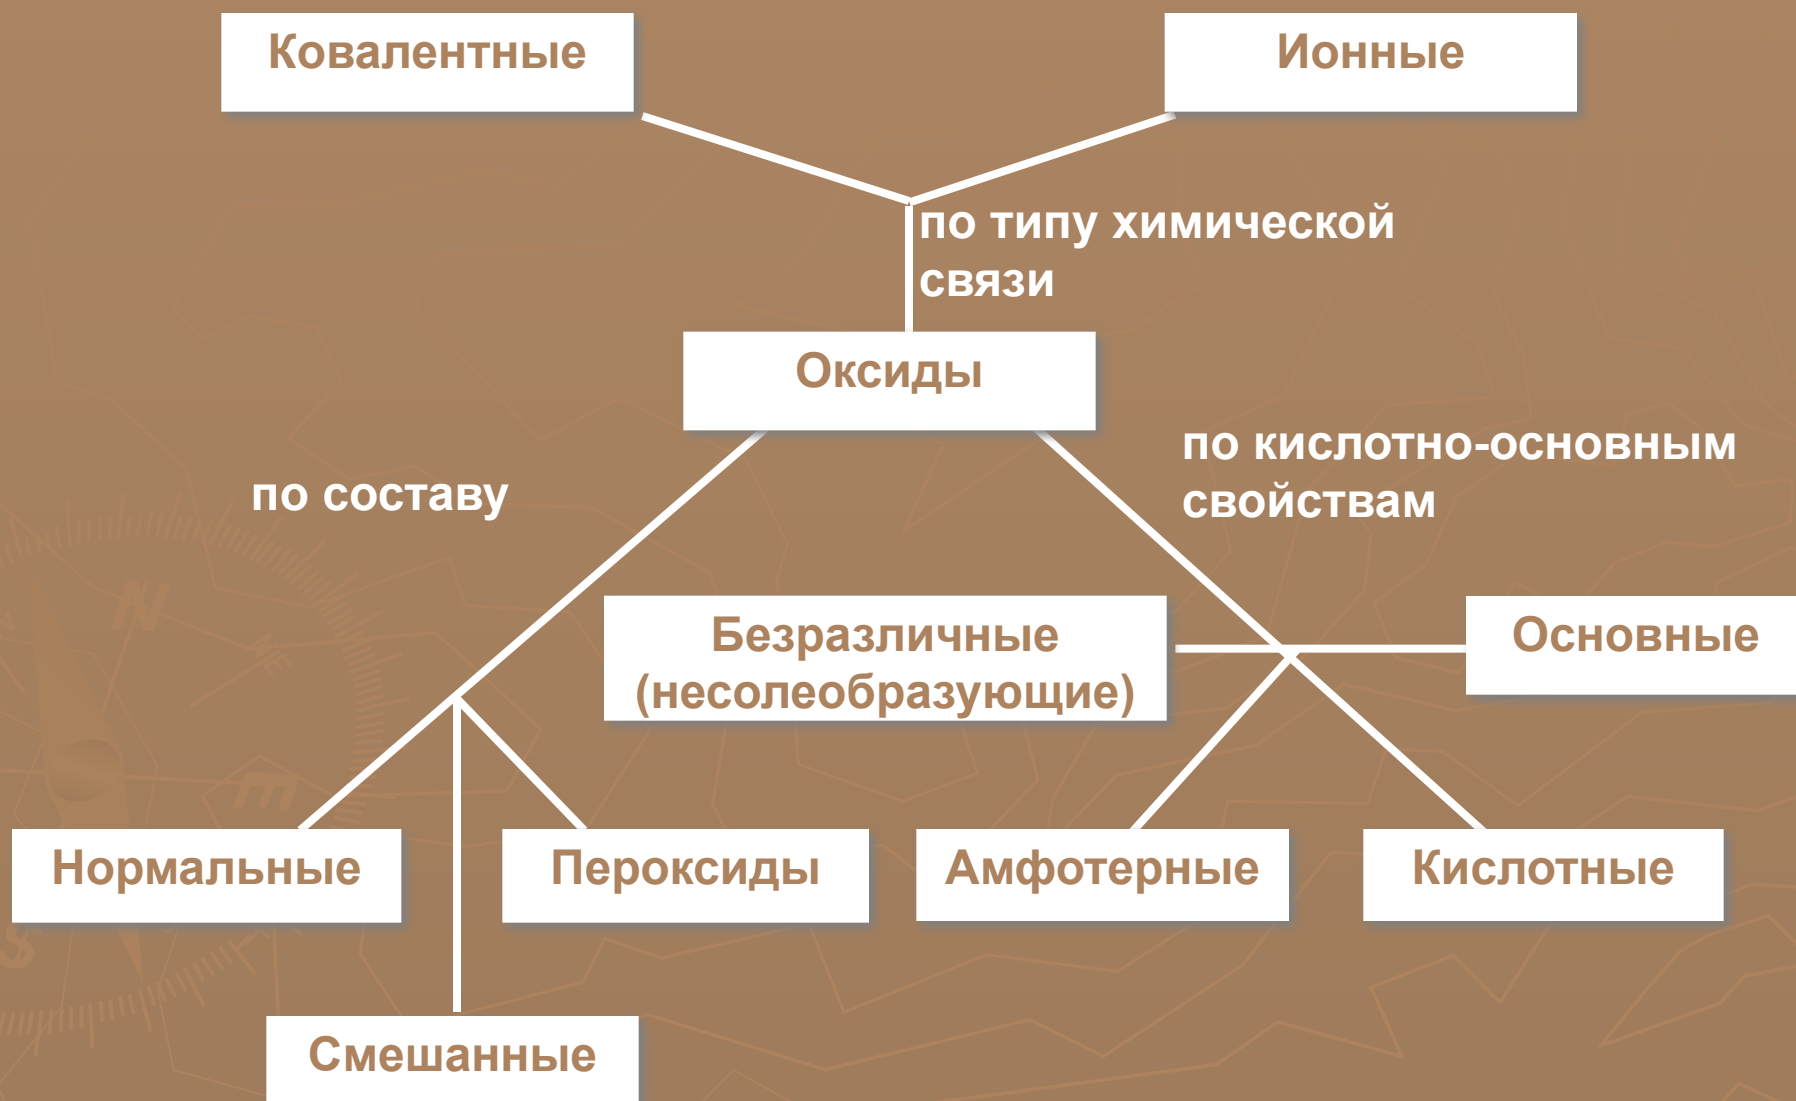 Ковалентные
Ионные
по типу химической
связи
Оксиды
по составу
по кислотно-основным
свойствам
Безразличные
(несолеобразующие)
Основные
Нормальные
Пероксиды
Амфотерные
Кислотные
Смешанные
N
E
S